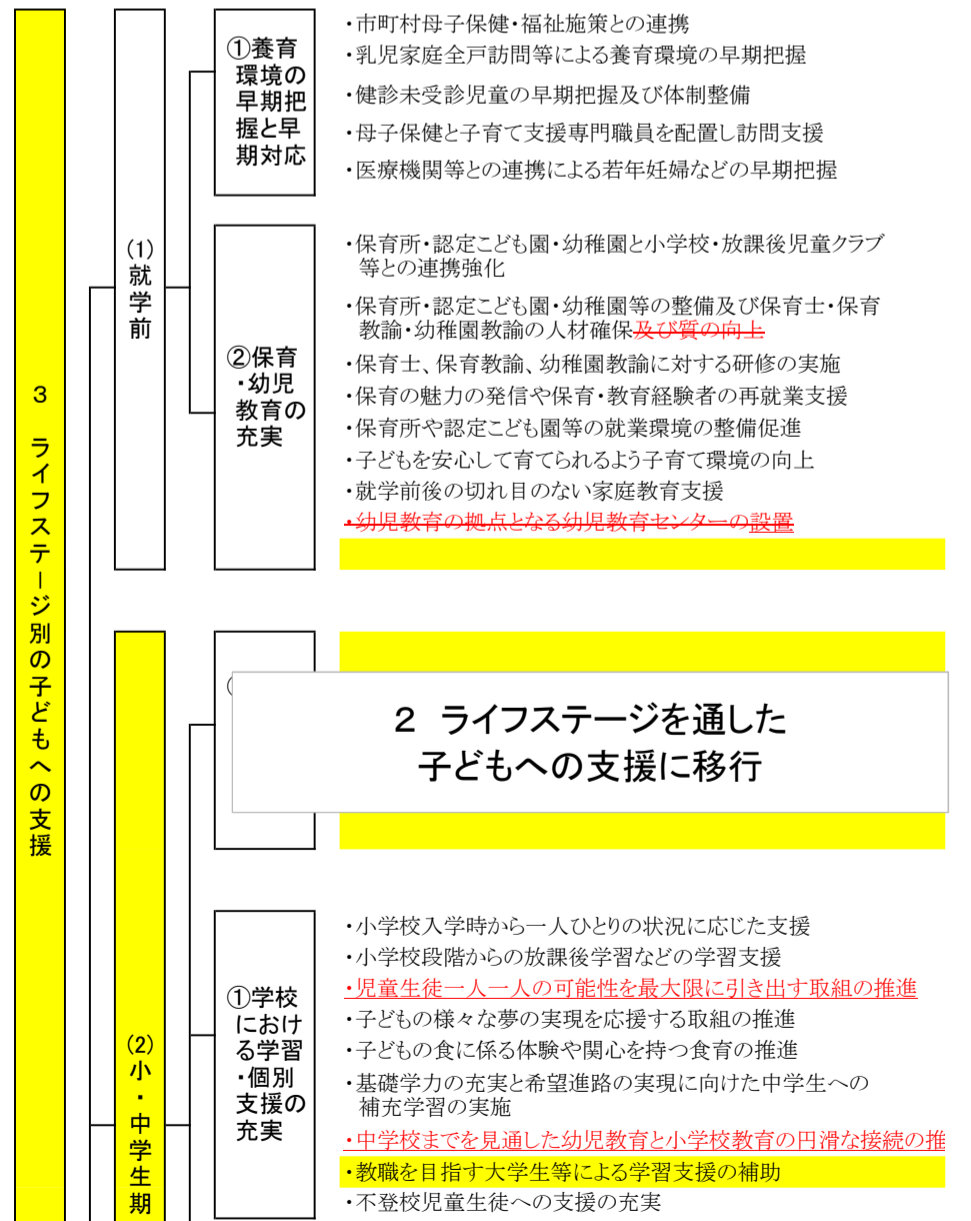 3 ライフステージ別の子どもへの支援
(1)就学前
①養育
環境の
早期把
握と早
期対応
・市町村母子保健・福祉施策との連携
・乳児家庭全戸訪問等による養育環境の早期把握
・健診未受診児童の早期把握及び体制整備
・母子保健と子育て支援専門職員を配置し訪問支援
・医療機関等との連携による若年妊婦などの早期把握
②保育
・幼児
教育の
充実
・保育所・認定こども園・幼稚園と小学校・放課後児童クラブ
等との連携強化
・保育所・認定こども園・幼稚園等の整備及び保育士・保育
教諭・幼稚園教諭の人材確保及び質の向上
・保育士、保育教諭、幼稚園教諭に対する研修の実施
・保育の魅力の発信や保育・教育経験者の再就業支援
・保育所や認定こども園等の就業環境の整備促進
・子どもを安心して育てられるよう子育て環境の向上
・就学前後の切れ目のない家庭教育支援
・幼児教育の拠点となる幼児教育センターの設置
2 ライフステージを通した
子どもへの支援に移行
(2)小・中学生期
①学校
におけ
る学習
・個別
支援の
充実
・小学校入学時から一人ひとりの状況に応じた支援
・小学校段階からの放課後学習などの学習支援
・児童生徒一人一人の可能性を最大限に引き出す取組の推進
・子どもの様々な夢の実現を応援する取組の推進
・子どもの食に係る体験や関心を持つ食育の推進
・基礎学力の充実と希望進路の実現に向けた中学生への
補充学習の実施
・中学校までを見通した幼児教育と小学校教育の円滑な接続の推
・教職を目指す大学生等による学習支援の補助
・不登校児童生徒への支援の充実